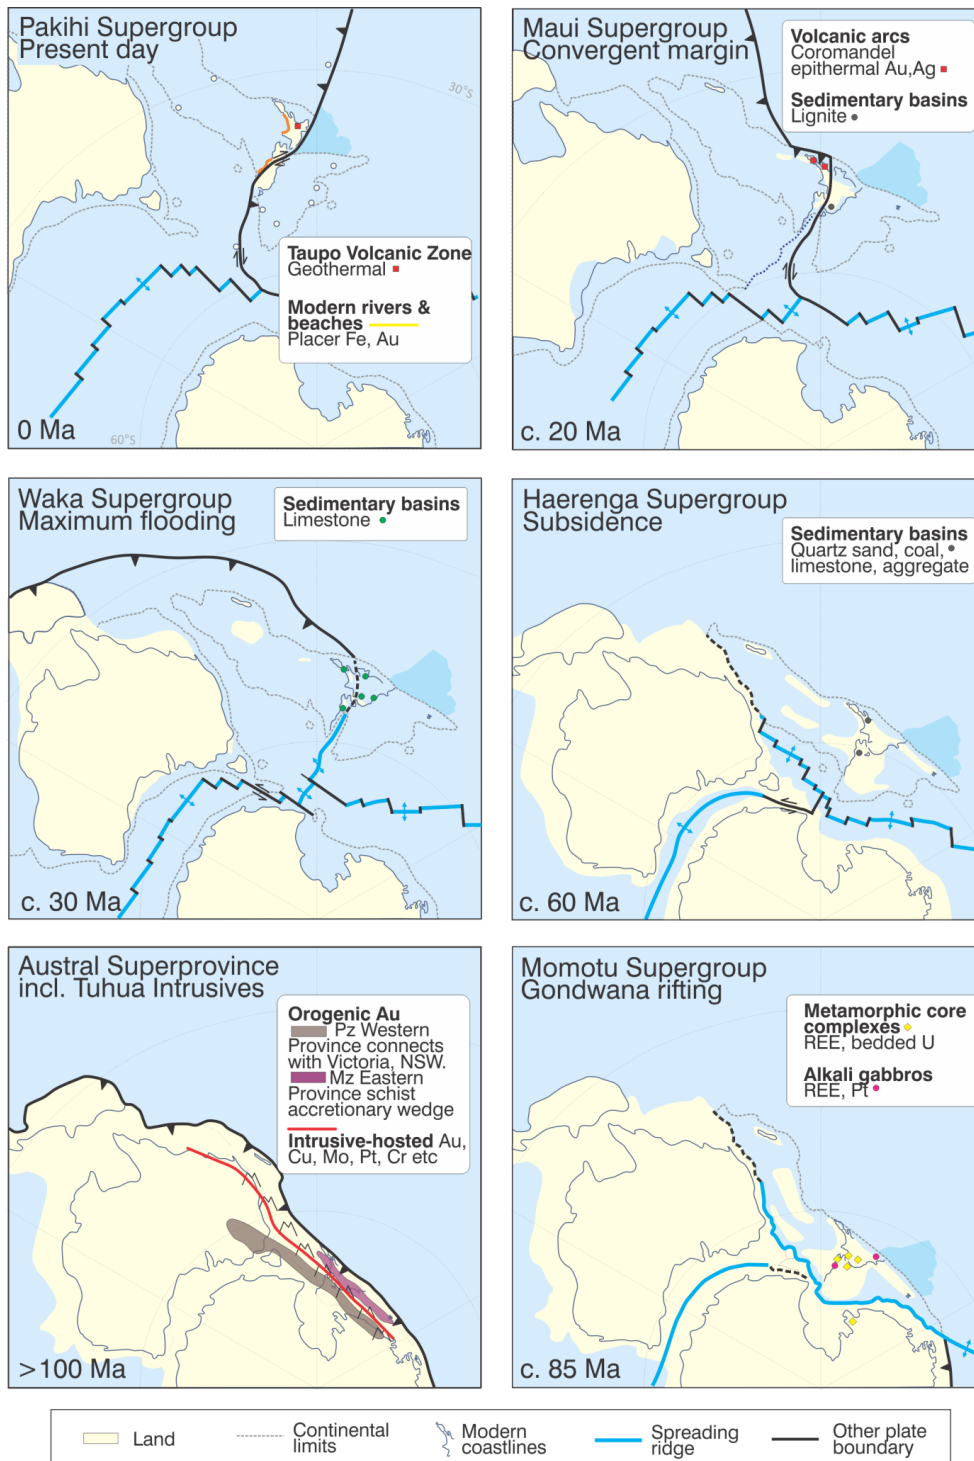 Pakihi Supergroup
Present day
30°S
Taupo Volcanic Zone
Geothermal
Modern rivers &
beaches
Placer Fe, Au
0 Ma
60°S
Maui Supergroup
Convergent margin
Volcanic arcs
Coromandel
epithermal Au,Ag
Sedimentary basins
Lignite
c. 20 Ma
Waka Supergroup
Maximum flooding
Sedimentary basins
Limestone
c. 30 Ma
Haerenga Supergroup
Subsidence
Sedimentary basins
Quartz sand, coal,
limestone, aggregate
c. 60 Ma
Austral Superprovince
incl. Tuhua Intrusives
Orogenic Au
Pz Western
Province connects
with Victoria, NSW.
Mz Eastern
Province schist
accretionary wedge
Intrusive-hosted Au,
Cu, Mo, Pt, Cr etc
>100 Ma
Momotu Supergroup
Gondwana rifting
Metamorphic core
complexes
REE, bedded U
Alkali gabbros
REE, Pt
c. 85 Ma
Land
Continental
limits
Modern
coastlines
Spreading
ridge
Other plate
boundary